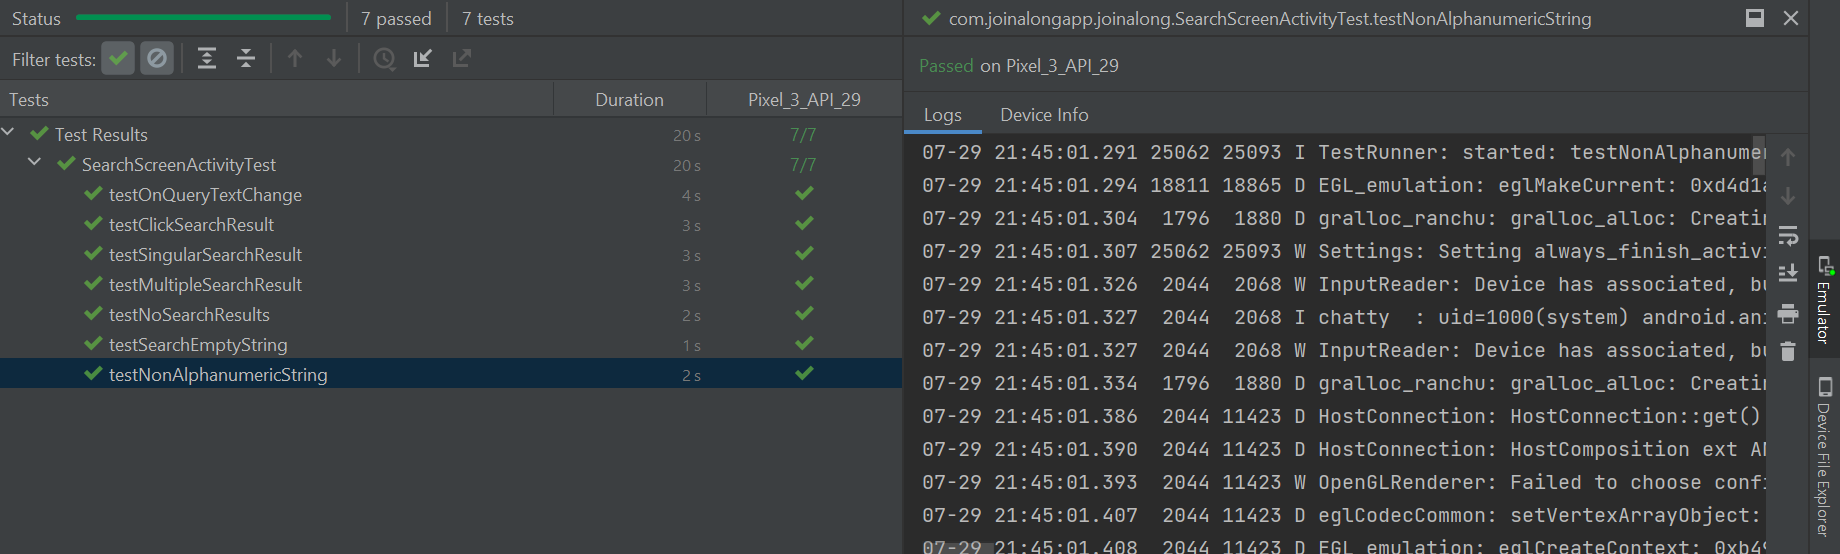 Status 7 passed 7 tests
Filter tests:
Tests Duration Pixel_3_API_29
Test Results 20 s 7/7
SearchScreenActivityTest 20 s 7/7
testOnQueryTextChange 4 s
testClickSearchResult 3 s
testSingularSearchResult 3 s
testMultipleSearchResult 3 s
testNoSearchResults 2 s
testSearchEmptyString 1 s
testNonAlphanumericString 2 s
com.joinalongapp.joinalong.SearchScreenActivityTest.testNonAlphanumericString
Passed on Pixel_3_API_29
Logs Device Info
07-29 21:45:01.291 25062 25093 I TestRunner: started: testNonAlphanume
07-29 21:45:01.294 18811 18865 D EGL_emulation: eglMakeCurrent: 0xd4d1a
07-29 21:45:01.304 1796 1880 D gralloc_ranchu: gralloc_alloc: Creatin
07-29 21:45:01.307 25062 25093 W Settings: Setting always_finish_activi
07-29 21:45:01.326 2044 2068 W InputReader: Device has associated, bu
07-29 21:45:01.327 2044 2068 I chatty : uid=1000(system) android.ani
07-29 21:45:01.327 2044 2068 W InputReader: Device has associated, bu
07-29 21:45:01.334 1796 1880 D gralloc_ranchu: gralloc_alloc: Creatin
07-29 21:45:01.386 2044 11423 D HostConnection: HostConnection::get()
07-29 21:45:01.390 2044 11423 D HostConnection: HostComposition ext AN
07-29 21:45:01.393 2044 11423 W OpenGLRenderer: Failed to choose confi
07-29 21:45:01.407 2044 11423 D eglCodecCommon: setVertexArrayObject:
07-29 21:45:01.408 2044 11423 D EGL_emulation: eglCreateContext: 0xb49
Emulator
Device File Explorer